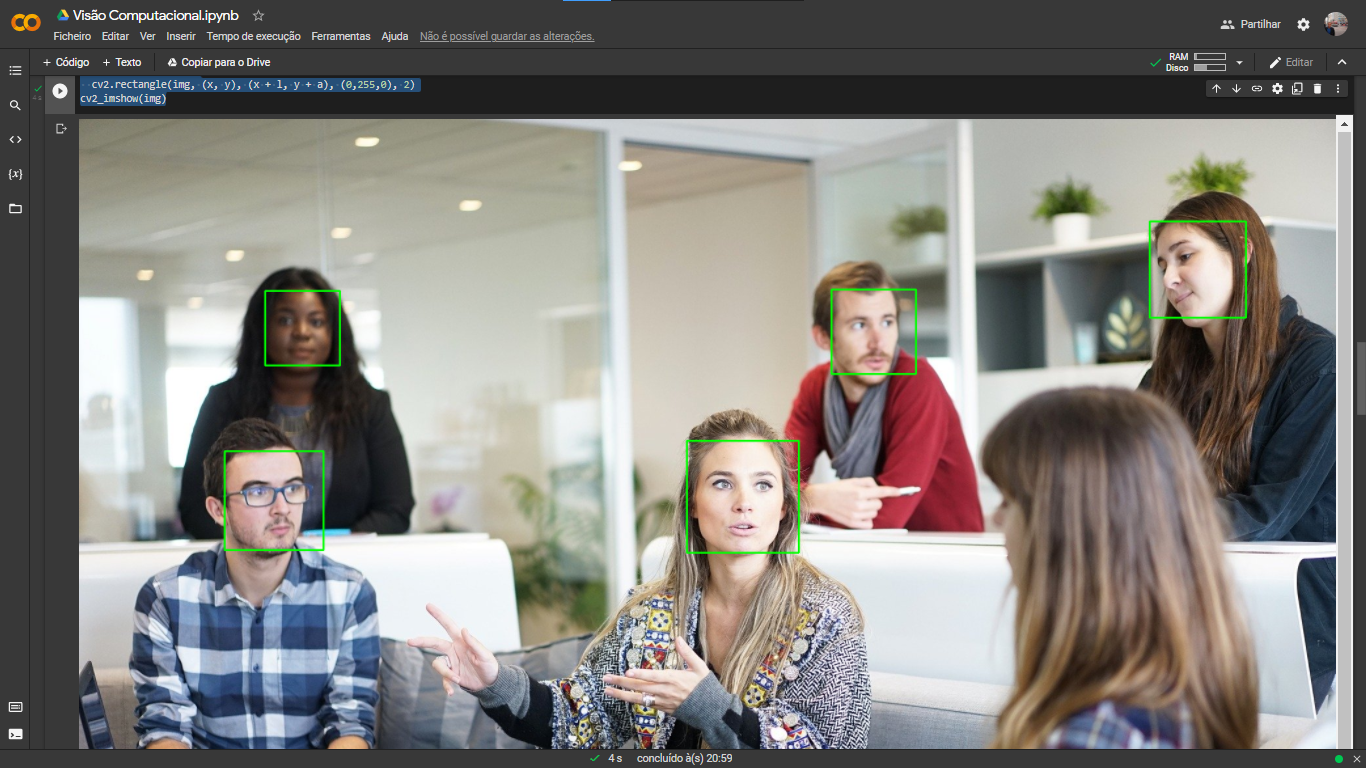 Visão Computacional.ipynb
Ficheiro Editar Ver Inserir Tempo de execução Ferramentas Ajuda Não é possível guardar as alterações.
Partilhar
+ Código + Texto Copiar para o Drive
RAM
Disco
Editar
cv2.rectangle(img, (x, y), (x + l, y + a), (0,255,0), 2)
cv2_imshow(img)
4 s
{x}
4 s concluído à(s) 20:59